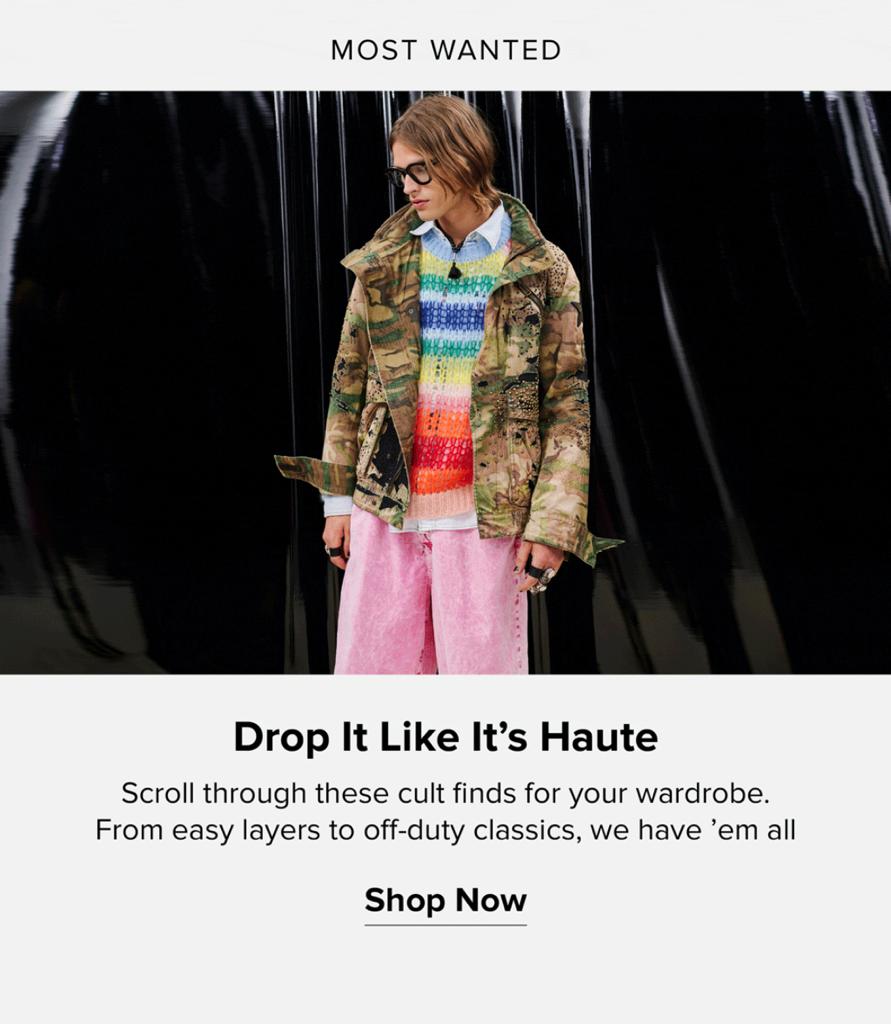 MOST WANTED
Drop It Like It’s Haute
Scroll through these cult finds for your wardrobe.
From easy layers to off-duty classics, we have ’em all
Shop Now